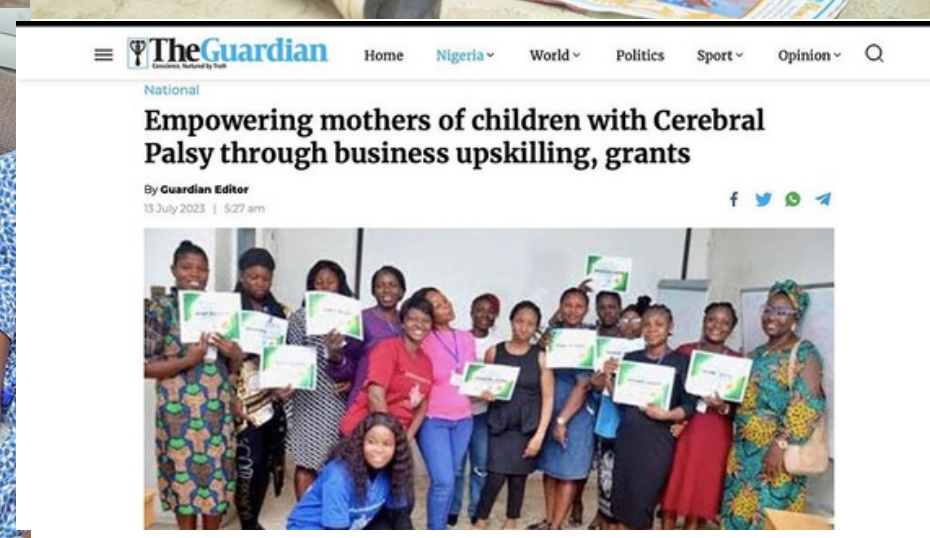 TheGuardian
Conscience, Nurtured by Truth
Home Nigeria World Politics Sport Opinion
National
Empowering mothers of children with Cerebral
Palsy through business upskilling, grants
By Guardian Editor
13 July 2023 | 5:27 am